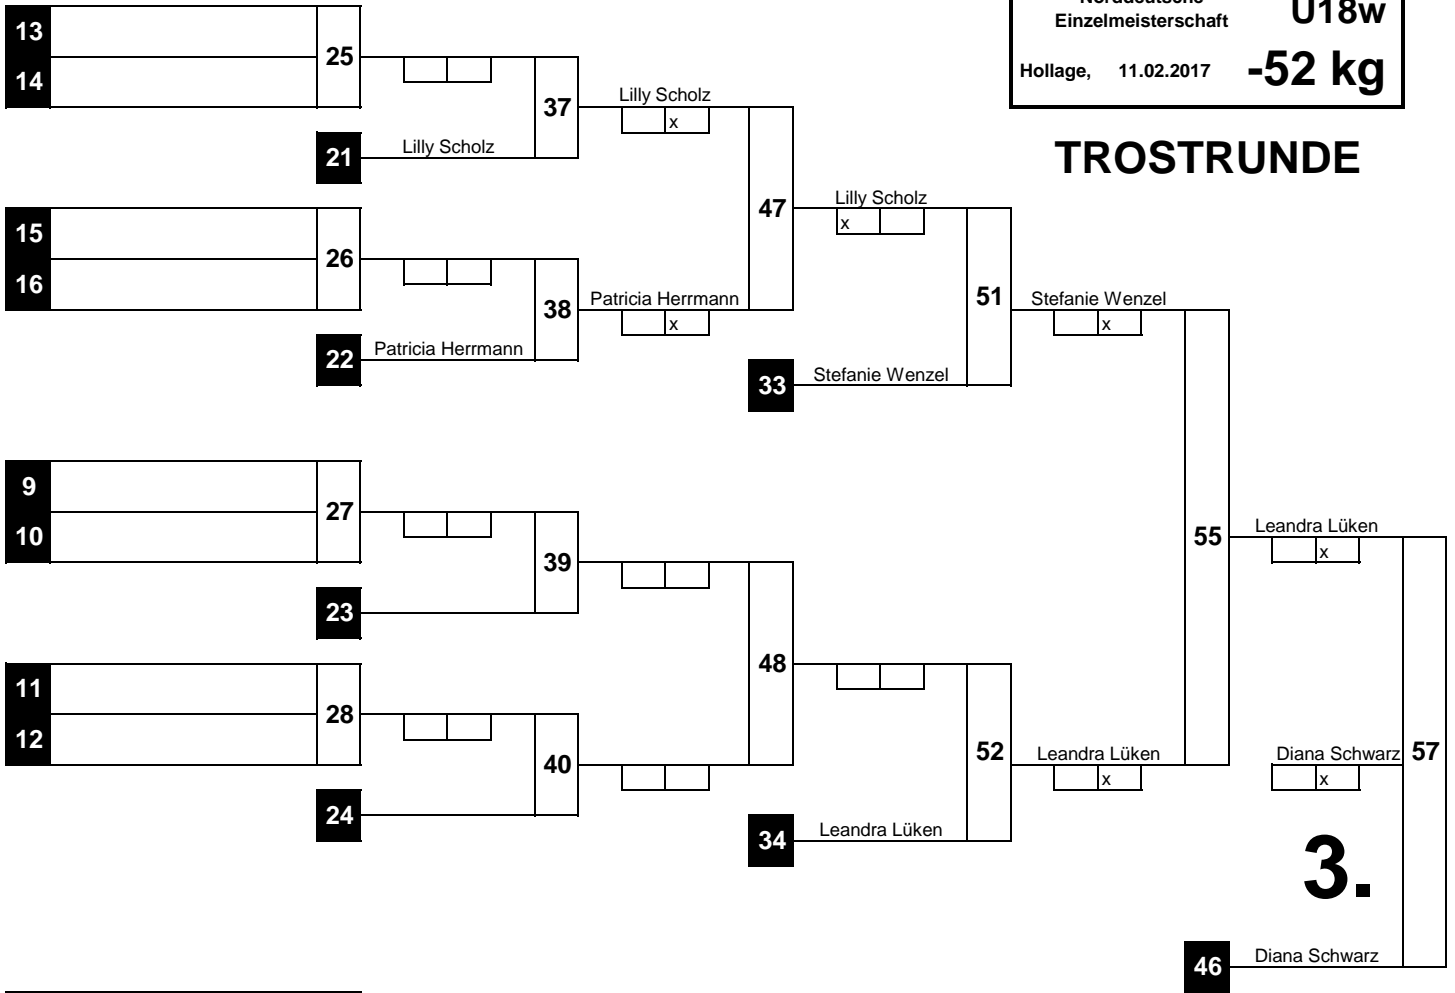 Norddeutsche
Einzelmeisterschaft
U18w
Hollage, 11.02.2017
-52 kg
TROSTRUNDE
13
14
25
37
Lilly Scholz
x
21
Lilly Scholz
47
Lilly Scholz
x
15
16
26
38
Patricia Herrmann
x
22
Patricia Herrmann
51
Stefanie Wenzel
x
33
Stefanie Wenzel
9
10
27
39
23
55
Leandra Lüken
x
11
12
28
40
24
48
52
Leandra Lüken
x
34
Leandra Lüken
Diana Schwarz
x
57
3.
46
Diana Schwarz